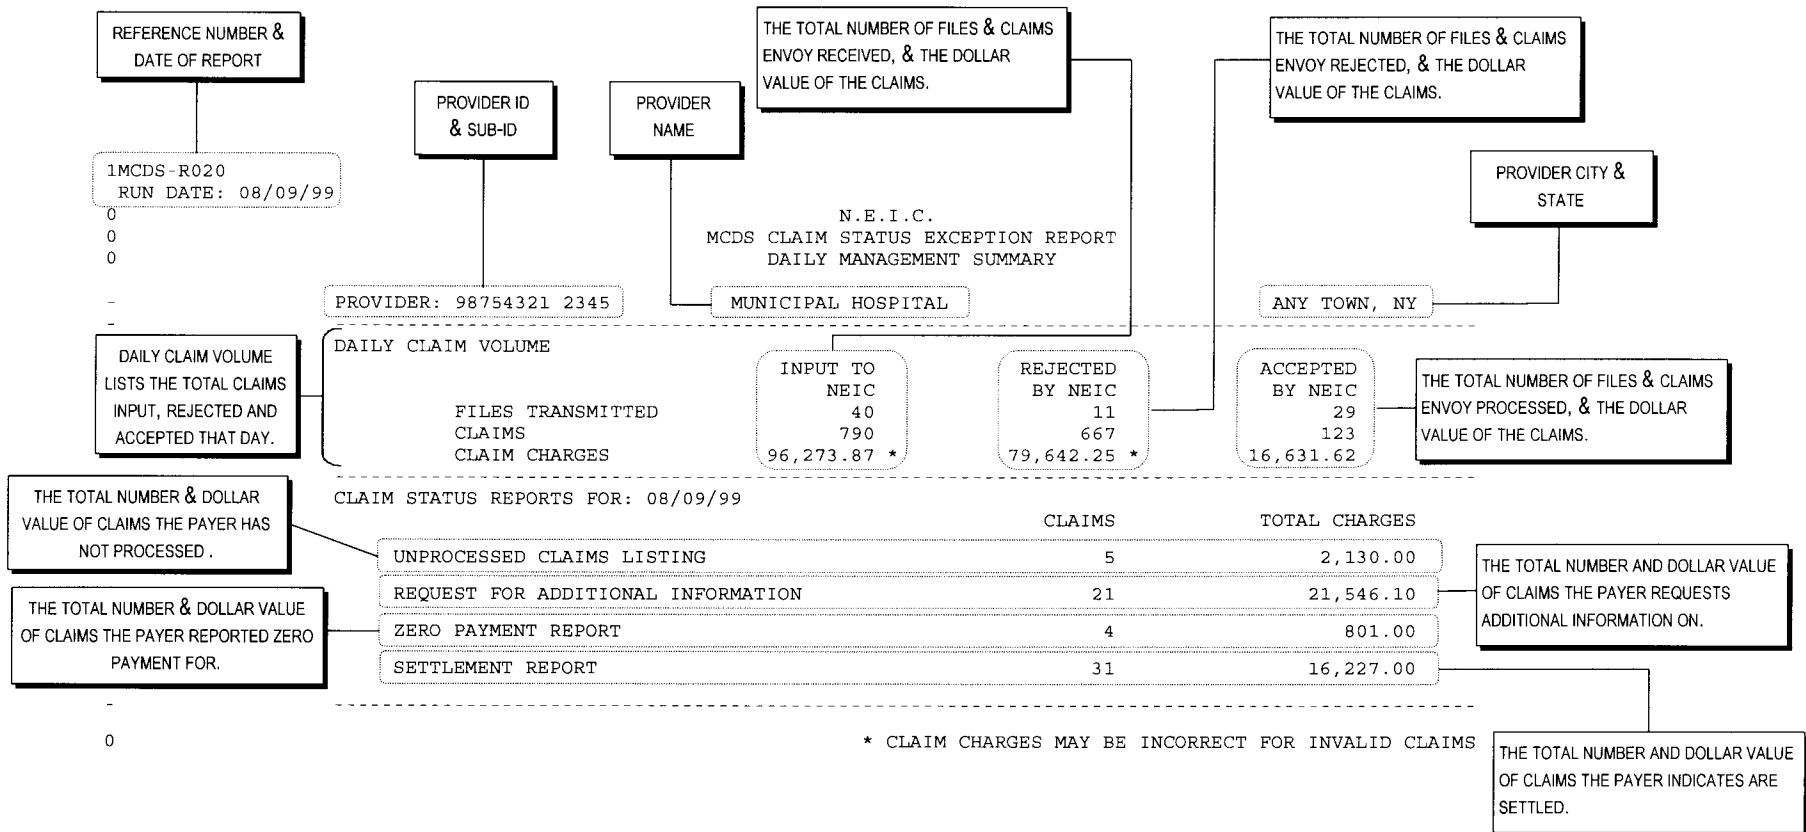 REFERENCE NUMBER &
DATE OF REPORT
PROVIDER ID
& SUB-ID
PROVIDER
NAME
THE TOTAL NUMBER OF FILES & CLAIMS
ENVOY RECEIVED, & THE DOLLAR
VALUE OF THE CLAIMS.
THE TOTAL NUMBER OF FILES & CLAIMS
ENVOY REJECTED, & THE DOLLAR
VALUE OF THE CLAIMS.
PROVIDER CITY &
STATE
1MCDS-R020
RUN DATE: 08/09/99
0
0
0
N.E.I.C.
MCDS CLAIM STATUS EXCEPTION REPORT
DAILY MANAGEMENT SUMMARY
-
PROVIDER: 98754321 2345 MUNICIPAL HOSPITAL ANY TOWN, NY
-
DAILY CLAIM VOLUME
LISTS THE TOTAL CLAIMS
INPUT, REJECTED AND
ACCEPTED THAT DAY.
DAILY CLAIM VOLUME
INPUT TO REJECTED ACCEPTED
NEIC BY NEIC BY NEIC
FILES TRANSMITTED 40 11 29
CLAIMS 790 667 123
CLAIM CHARGES 96,273.87 * 79,642.25 * 16,631.62
THE TOTAL NUMBER OF FILES & CLAIMS
ENVOY PROCESSED, & THE DOLLAR
VALUE OF THE CLAIMS.
THE TOTAL NUMBER & DOLLAR
VALUE OF CLAIMS THE PAYER HAS
NOT PROCESSED .
CLAIM STATUS REPORTS FOR: 08/09/99
CLAIMS TOTAL CHARGES
UNPROCESSED CLAIMS LISTING 5 2,130.00
REQUEST FOR ADDITIONAL INFORMATION 21 21,546.10
ZERO PAYMENT REPORT 4 801.00
SETTLEMENT REPORT 31 16,227.00
THE TOTAL NUMBER AND DOLLAR VALUE
OF CLAIMS THE PAYER REQUESTS
ADDITIONAL INFORMATION ON.
THE TOTAL NUMBER & DOLLAR VALUE
OF CLAIMS THE PAYER REPORTED ZERO
PAYMENT FOR.
-
0
* CLAIM CHARGES MAY BE INCORRECT FOR INVALID CLAIMS
THE TOTAL NUMBER AND DOLLAR VALUE
OF CLAIMS THE PAYER INDICATES ARE
SETTLED.